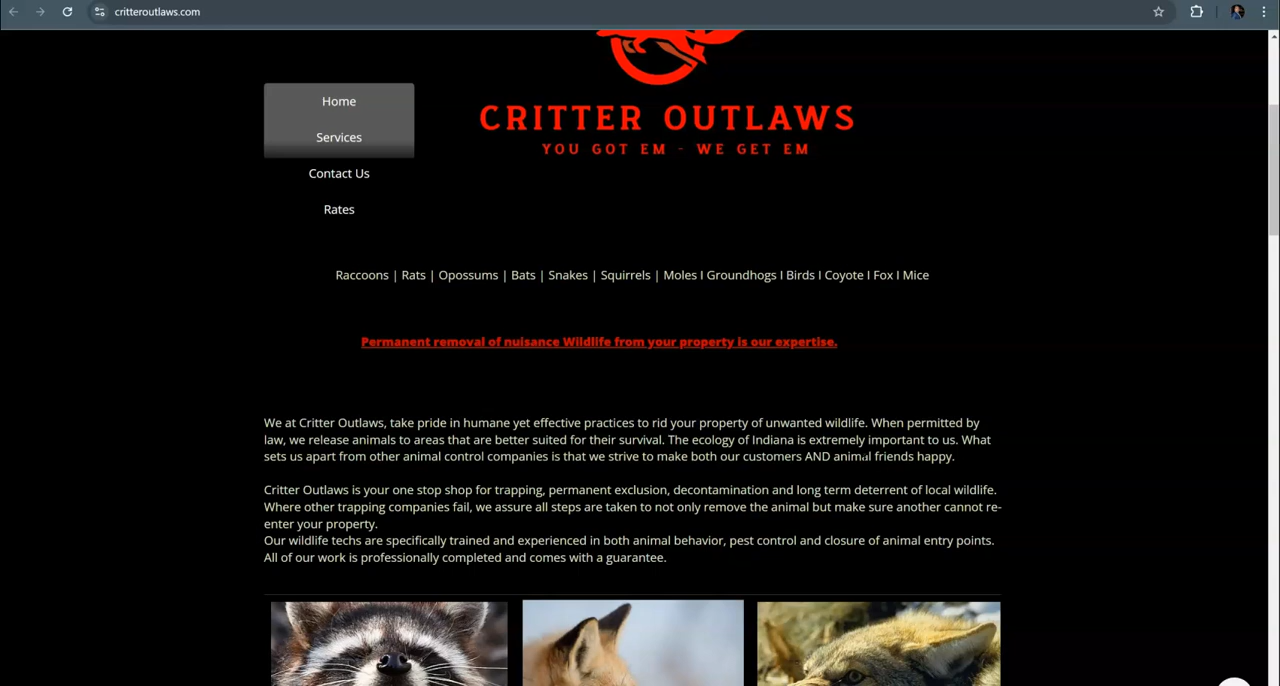 critteroutlaws.com
CRITTER OUTLAWS
YOU GOT EM - WE GET EM
Home
Services
Contact Us
Rates
Raccoons | Rats | Opossums | Bats | Snakes | Squirrels | Moles I Groundhogs I Birds I Coyote I Fox I Mice
Permanent removal of nuisance Wildlife from your property is our expertise.
We at Critter Outlaws, take pride in humane yet effective practices to rid your property of unwanted wildlife. When permitted by
law, we release animals to areas that are better suited for their survival. The ecology of Indiana is extremely important to us. What
sets us apart from other animal control companies is that we strive to make both our customers AND animal friends happy.
Critter Outlaws is your one stop shop for trapping, permanent exclusion, decontamination and long term deterrent of local wildlife.
Where other trapping companies fail, we assure all steps are taken to not only remove the animal but make sure another cannot re-
enter your property.
Our wildlife techs are specifically trained and experienced in both animal behavior, pest control and closure of animal entry points.
All of our work is professionally completed and comes with a guarantee.